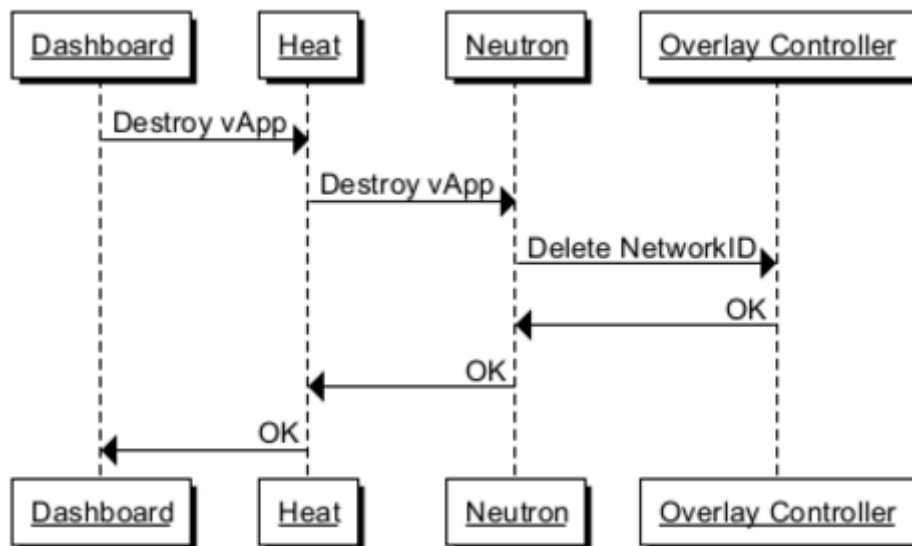 Dashboard Heat Neutron Overlay Controller
Destroy vApp
Destroy vApp
Delete NetworkID
OK
OK
OK
Dashboard Heat Neutron Overlay Controller